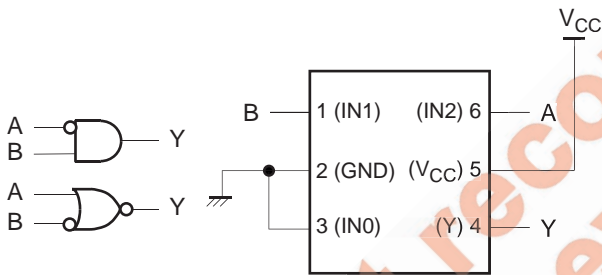 A
B
Y
A
B
Y
VCC
B
1 (IN1)
(IN2) 6
A
2 (GND)
(VCC) 5
3 (IN0)
(Y) 4
Y